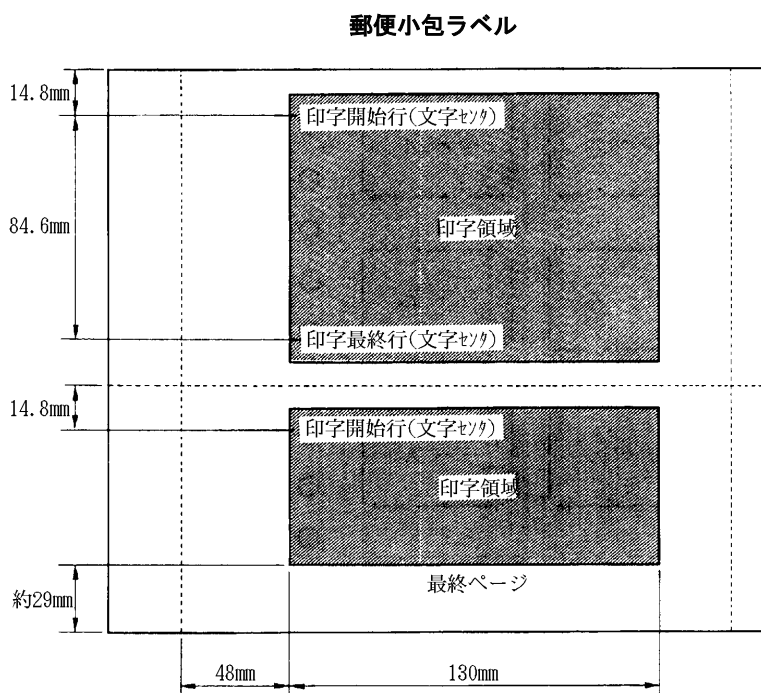 郵便小包ラベル
14.8mm
印字開始行(文字ｾﾝﾀ)
84.6mm
印字領域
印字最終行(文字ｾﾝﾀ)
14.8mm
印字開始行(文字ｾﾝﾀ)
印字領域
最終ページ
約29mm
48mm
130mm